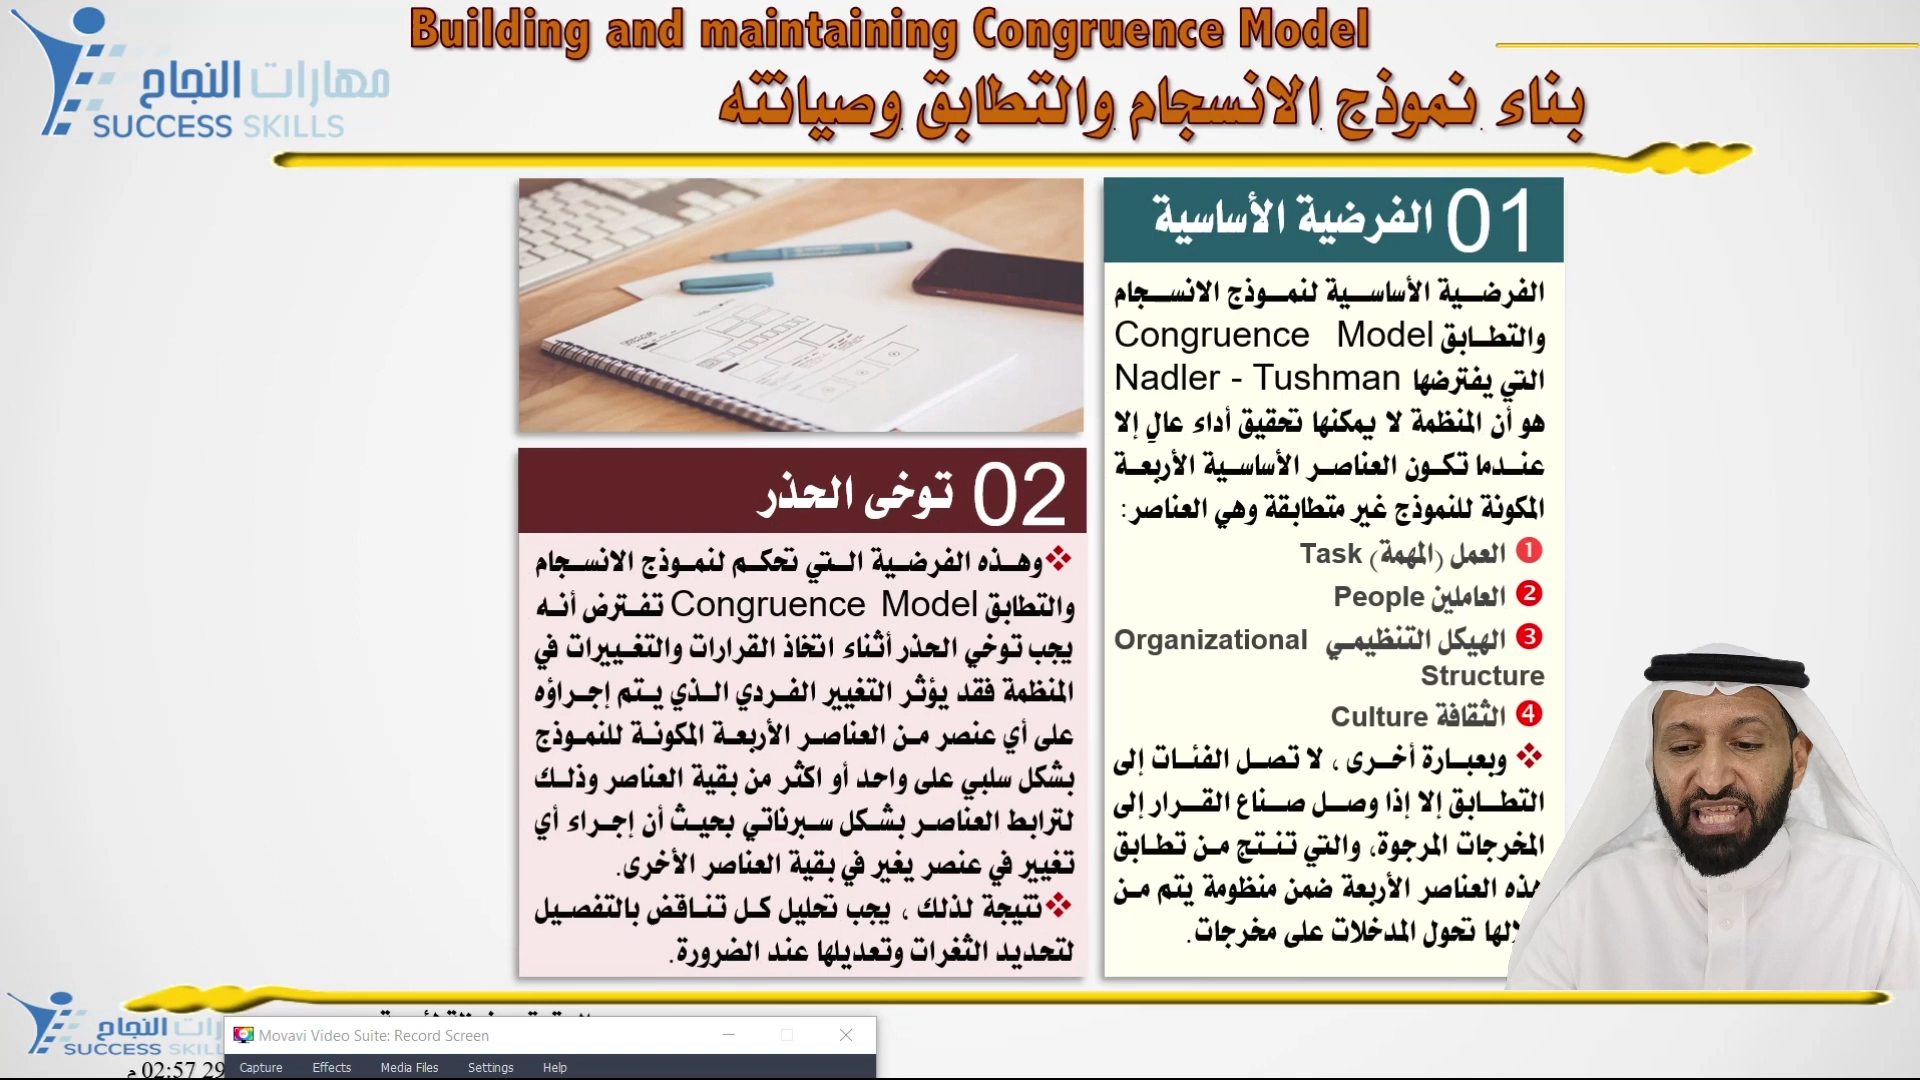 Building and maintaining Congruence Model
بناء نموذج الانسجام والتطابق وصيانته
مهارات النجاح
SUCCESS SKILLS
01 الفرضية الأساسية
الفرضية الأساسية لنموذج الانسجام
والتطابق Congruence Model
التي يفترضها Nadler - Tushman
هو أن المنظمة لا يمكنها تحقيق أداء عالٍ إلا
عندما تكون العناصر الأساسية الأربعة
المكونة للنموذج غير متطابقة وهي العناصر:
1 العمل (المهمة) Task
2 العاملين People
3 الهيكل التنظيمي Organizational
Structure
4 الثقافة Culture
وبعبارة أخرى ، لا تصل الفئات إلى
التطابق إلا إذا وصل صناع القرار إلى
المخرجات المرجوة، والتي تنتج من تطابق
هذه العناصر الأربعة ضمن منظومة يتم من
تحول المدخلات على مخرجات.
02 توخى الحذر
وهذه الفرضية التي تحكم لنموذج الانسجام
والتطابق Congruence Model تفترض أنه
يجب توخي الحذر أثناء اتخاذ القرارات والتغييرات في
المنظمة فقد يؤثر التغيير الفردي الذي يتم إجراؤه
على أي عنصر من العناصر الأربعة المكونة للنموذج
بشكل سلبي على واحد أو اكثر من بقية العناصر وذلك
لترابط العناصر بشكل سبرناتي بحيث أن إجراء أي
تغيير في عنصر يغير في بقية العناصر الأخرى.
نتيجة لذلك ، يجب تحليل كل تناقض بالتفصيل
لتحديد الثغرات وتعديلها عند الضرورة.
النجاح
SUCCESS SKILL
02:57 29 م
Movavi Video Suite: Record Screen
Capture Effects Media Files Settings Help